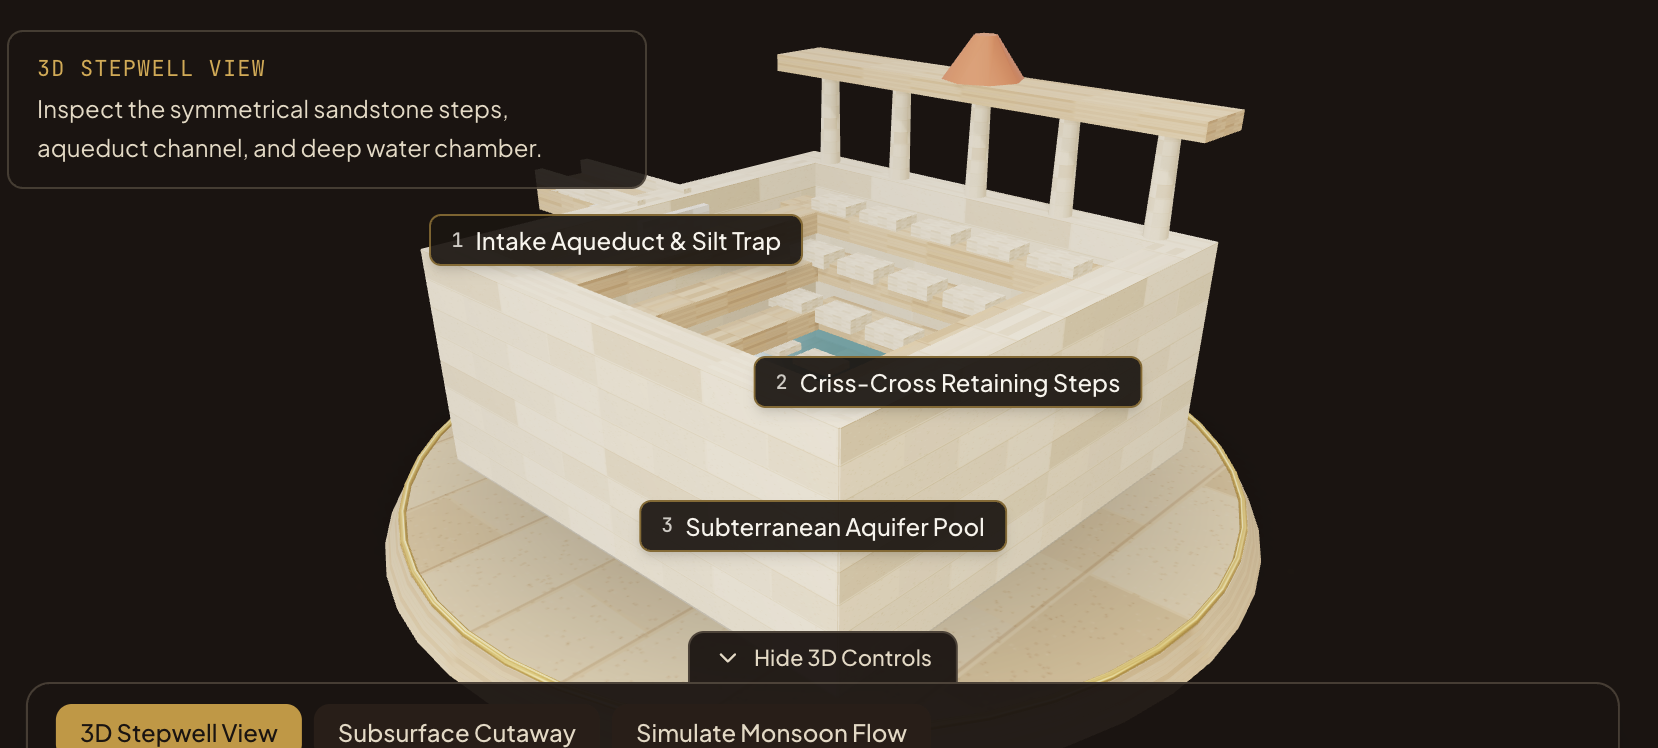 3D STEPWELL VIEW
Inspect the symmetrical sandstone steps,
aqueduct channel, and deep water chamber.
1 Intake Aqueduct & Silt Trap
2 Criss-Cross Retaining Steps
3 Subterranean Aquifer Pool
Hide 3D Controls
3D Stepwell View
Subsurface Cutaway
Simulate Monsoon Flow